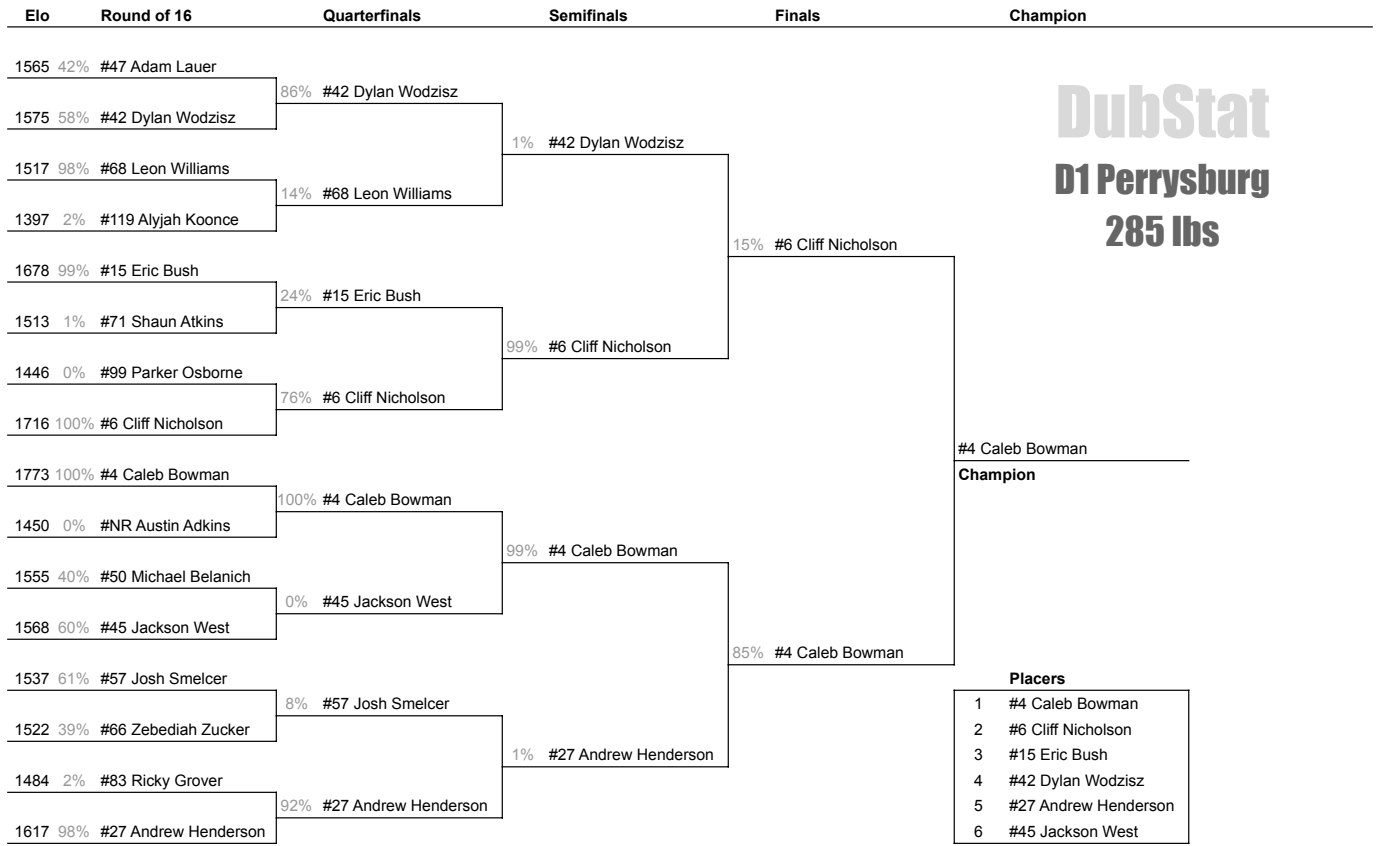 Elo Round of 16 Quarterfinals Semifinals Finals Champion
1565 42% #47 Adam Lauer
86% #42 Dylan Wodzisz
1575 58% #42 Dylan Wodzisz
1% #42 Dylan Wodzisz
1517 98% #68 Leon Williams
14% #68 Leon Williams
1397 2% #119 Alyjah Koonce
15% #6 Cliff Nicholson
1678 99% #15 Eric Bush
24% #15 Eric Bush
1513 1% #71 Shaun Atkins
99% #6 Cliff Nicholson
1446 0% #99 Parker Osborne
76% #6 Cliff Nicholson
1716 100% #6 Cliff Nicholson
#4 Caleb Bowman
Champion
1773 100% #4 Caleb Bowman
100% #4 Caleb Bowman
1450 0% #NR Austin Adkins
99% #4 Caleb Bowman
1555 40% #50 Michael Belanich
0% #45 Jackson West
1568 60% #45 Jackson West
85% #4 Caleb Bowman
1537 61% #57 Josh Smelcer
8% #57 Josh Smelcer
1522 39% #66 Zebediah Zucker
1% #27 Andrew Henderson
1484 2% #83 Ricky Grover
92% #27 Andrew Henderson
1617 98% #27 Andrew Henderson
DubStat
D1 Perrysburg
285 lbs
Placers
1 #4 Caleb Bowman
2 #6 Cliff Nicholson
3 #15 Eric Bush
4 #42 Dylan Wodzisz
5 #27 Andrew Henderson
6 #45 Jackson West